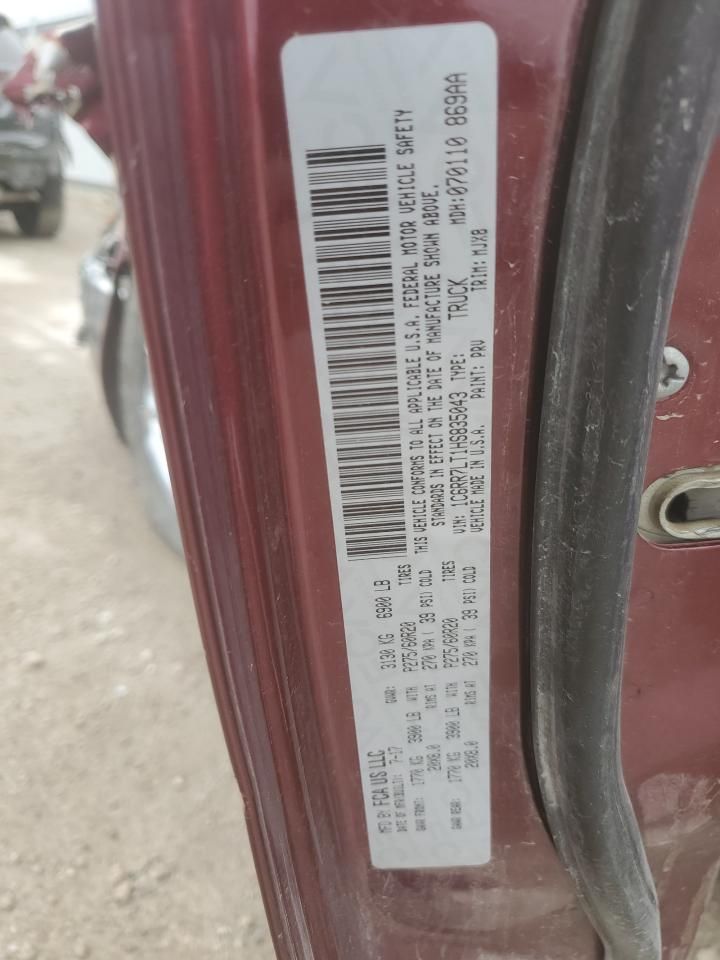 MFD BY FCA US LLC
DATE OF MFR(BUILT): 7-17 GVWR: 3130 KG 6900 LB
GAWR FRONT: 1770 KG 3900 LB WITH P275/60R20 TIRES
20X8.0 RIMS AT 270 KPA ( 39 PSI) COLD
GAWR REAR: 1770 KG 3900 LB WITH P275/60R20 TIRES
20X8.0 RIMS AT 270 KPA ( 39 PSI) COLD
THIS VEHICLE CONFORMS TO ALL APPLICABLE U.S.A. FEDERAL MOTOR VEHICLE SAFETY
STANDARDS IN EFFECT ON THE DATE OF MANUFACTURE SHOWN ABOVE.
VIN: 1C6RR7LT1HS835043 TYPE: TRUCK MDH:070110 869AA
VEHICLE MADE IN U.S.A. PAINT: PRV TRIM: MJX8